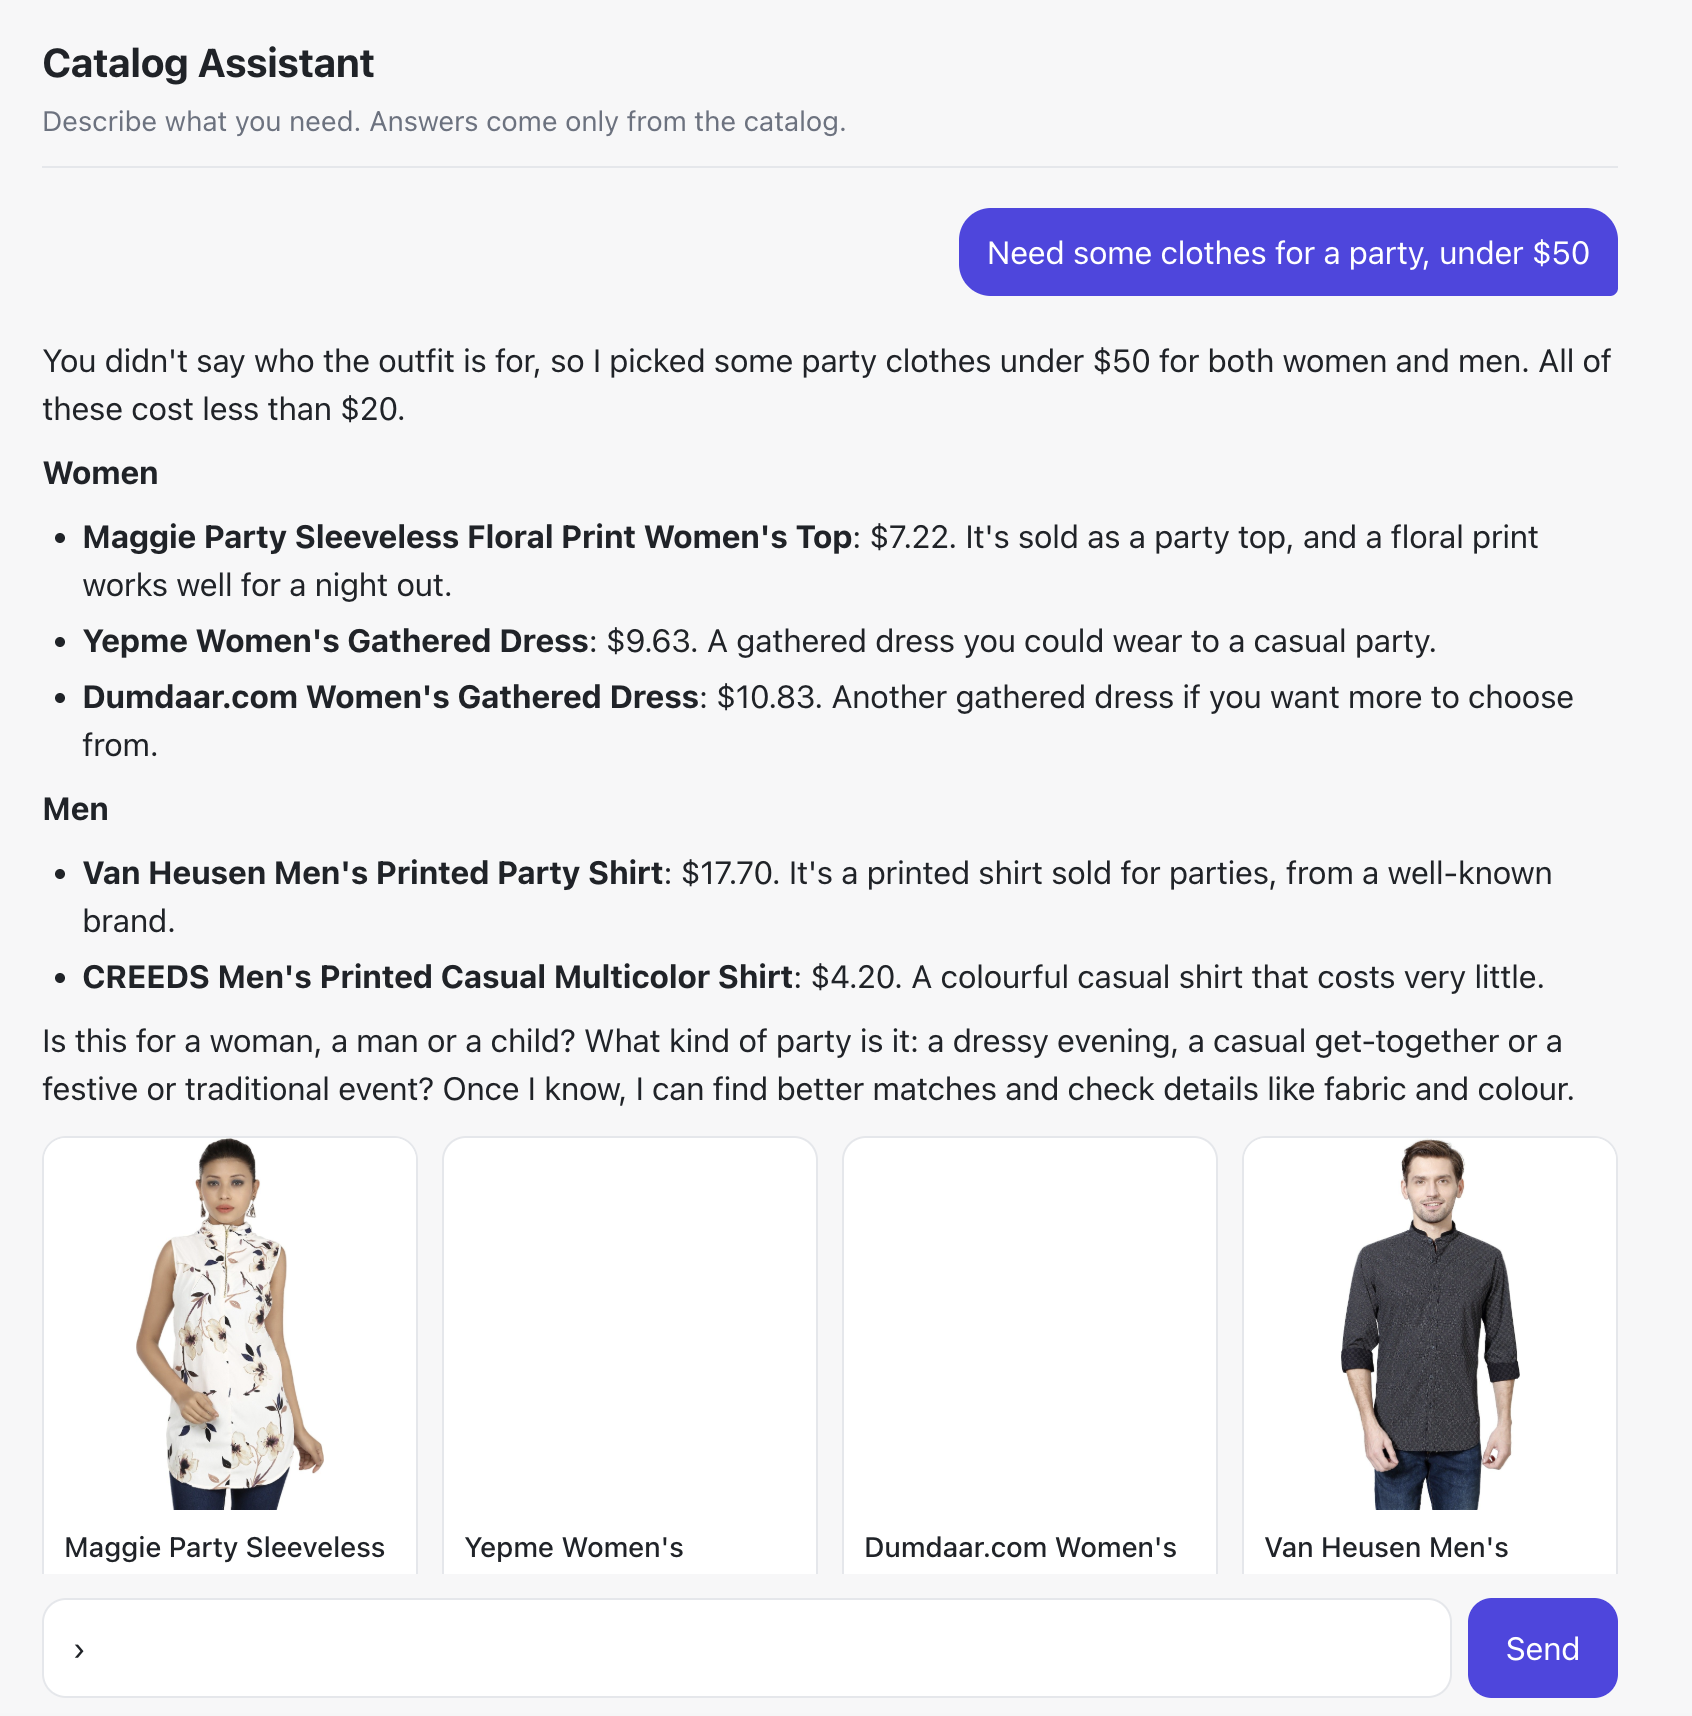 Catalog Assistant
Describe what you need. Answers come only from the catalog.
Need some clothes for a party, under $50
You didn't say who the outfit is for, so I picked some party clothes under $50 for both women and men. All of
these cost less than $20.
Women
• Maggie Party Sleeveless Floral Print Women's Top: $7.22. It's sold as a party top, and a floral print
works well for a night out.
• Yepme Women's Gathered Dress: $9.63. A gathered dress you could wear to a casual party.
• Dumdaar.com Women's Gathered Dress: $10.83. Another gathered dress if you want more to choose
from.
Men
• Van Heusen Men's Printed Party Shirt: $17.70. It's a printed shirt sold for parties, from a well-known
brand.
• CREEDS Men's Printed Casual Multicolor Shirt: $4.20. A colourful casual shirt that costs very little.
Is this for a woman, a man or a child? What kind of party is it: a dressy evening, a casual get-together or a
festive or traditional event? Once I know, I can find better matches and check details like fabric and colour.
Maggie Party Sleeveless
Yepme Women's
Dumdaar.com Women's
Van Heusen Men's
›
Send